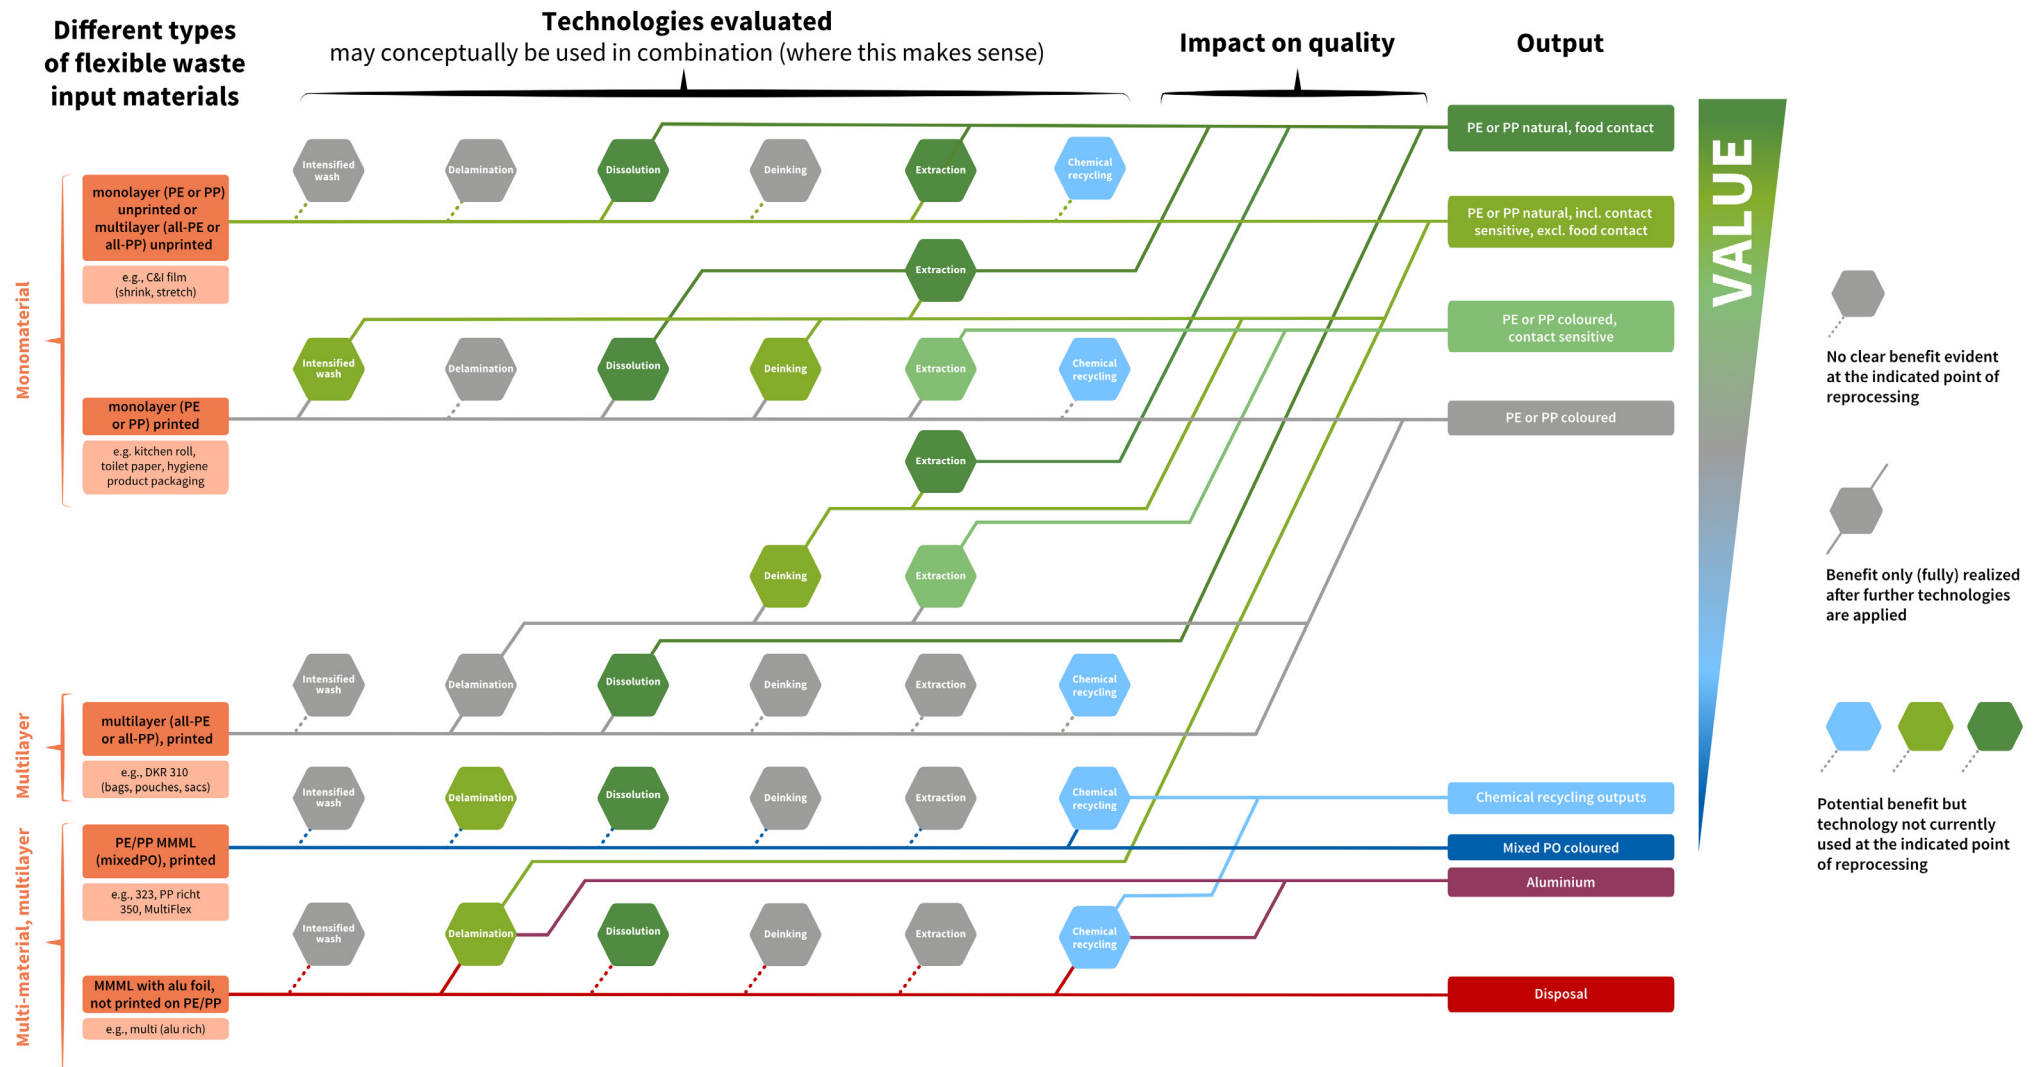 Different types
of flexible waste
input materials
Technologies evaluated
may conceptually be used in combination (where this makes sense)
Impact on quality
Output
Monomaterial
monolayer (PE or PP)
unprinted or
multilayer (all-PE or
all-PP) unprinted
e.g., C&I film
(shrink, stretch)
Intensified
wash
Delamination
Dissolution
Deinking
Extraction
Chemical
recycling
PE or PP natural, food contact
PE or PP natural, incl. contact
sensitive, excl. food contact
Extraction
monolayer (PE
or PP) printed
e.g. kitchen roll,
toilet paper, hygiene
product packaging
Intensified
wash
Delamination
Dissolution
Deinking
Extraction
Chemical
recycling
PE or PP coloured,
contact sensitive
PE or PP coloured
Extraction
Deinking
Extraction
Multilayer
multilayer (all-PE
or all-PP), printed
e.g., DKR 310
(bags, pouches, sacs)
Intensified
wash
Delamination
Dissolution
Deinking
Extraction
Chemical
recycling
Multi-material, multilayer
PE/PP MMML
(mixedPO), printed
e.g., 323, PP richt
350, MultiFlex
Intensified
wash
Delamination
Dissolution
Deinking
Extraction
Chemical
recycling
Chemical recycling outputs
Mixed PO coloured
Aluminium
MMML with alu foil,
not printed on PE/PP
e.g., multi (alu rich)
Intensified
wash
Delamination
Dissolution
Deinking
Extraction
Chemical
recycling
Disposal
VALUE
No clear benefit evident
at the indicated point of
reprocessing
Benefit only (fully) realized
after further technologies
are applied
Potential benefit but
technology not currently
used at the indicated point
of reprocessing